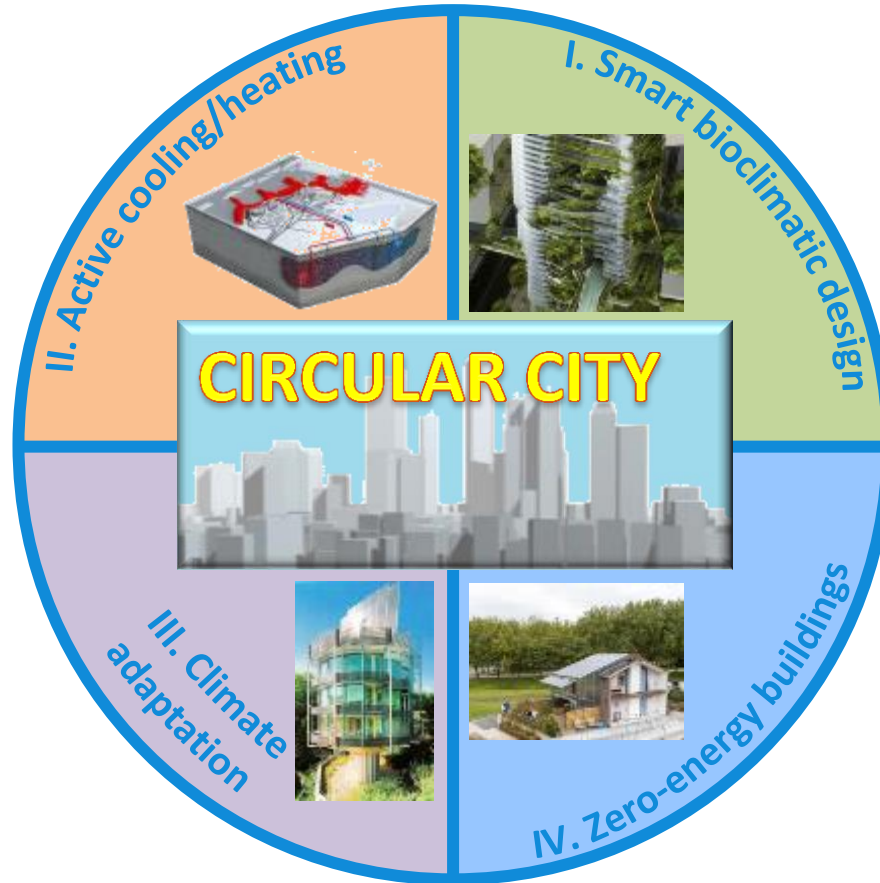 I. Smart bioclimatic design
II. Active cooling/heating
CIRCULAR CITY
III. Climate
adaptation
IV. Zero-energy buildings